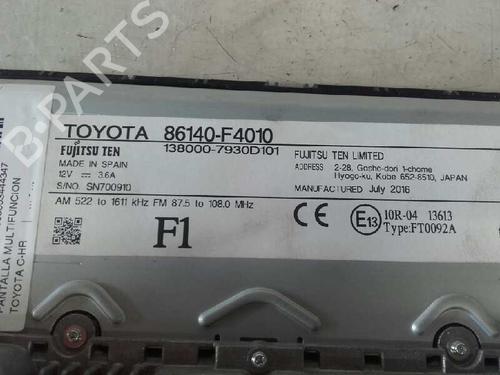 TOYOTA 86140-F4010
FUJITSU TEN 138000-7930D101
MADE IN SPAIN
12V 3.6A
S/NO. SN700910
FUJITSU TEN LIMITED
ADDRESS 2-28, Gosho-dori 1-chome
Hyogo-ku, Kobe 652-8510, JAPAN
MANUFACTURED July 2016
AM 522 to 1611 kHz FM 87.5 to 108.0 MHz
F1
CE E13 10R-04 13613
Type:FT0092A
PANTALLA MULTIFUNCION
TOYOTA C-HR
B-PARTS